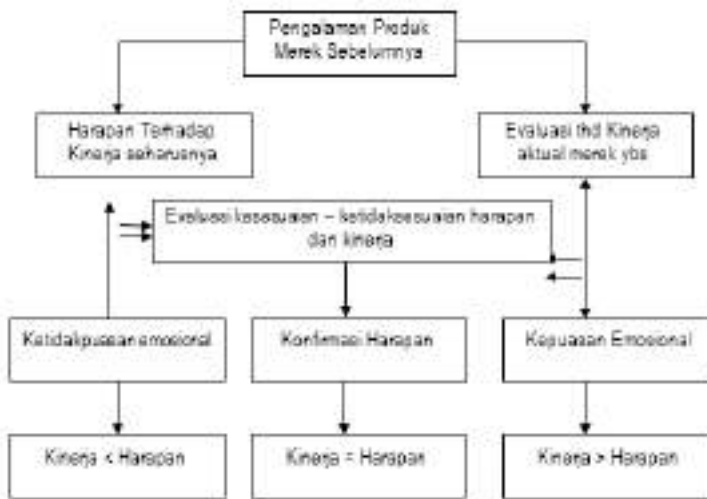 Pengalaman Produk
Merek Sebelumnya
Harapan Terhadap
Kinerja seharusnya
Evaluasi thd Kinerja
aktual merek ybs
Evaluasi kesesuaian – ketidaksesuaian harapan
dan kinerja
Ketidakpuasan emosional
Konfirmasi Harapan
Kepuasan Emosional
Kinerja < Harapan
Kinerja = Harapan
Kinerja > Harapan